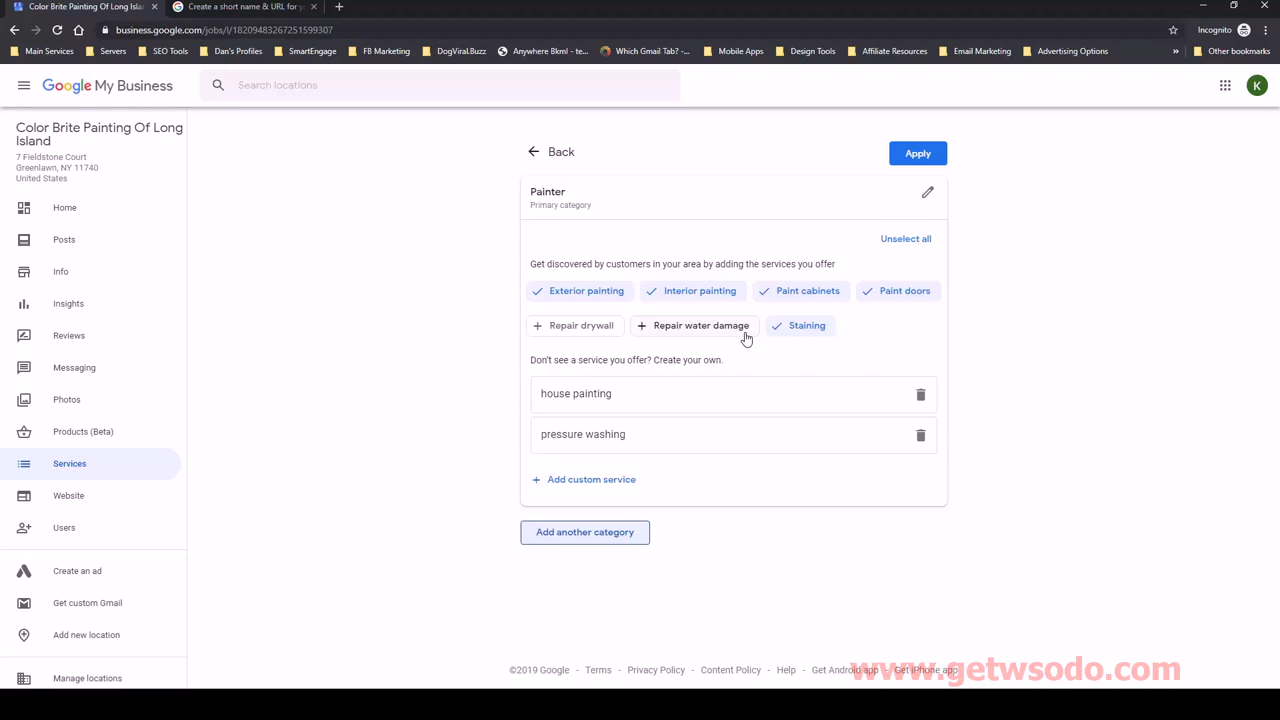 Color Brite Painting Of Long Isla
Create a short name & URL for y
business.google.com/jobs/l/18209483267251599307
Incognito
Main Services
Servers
SEO Tools
Dan's Profiles
SmartEngage
FB Marketing
DogViral.Buzz
Anywhere Bkml - te...
Which Gmail Tab? -...
Mobile Apps
Design Tools
Affiliate Resources
Email Marketing
Advertising Options
»
Other bookmarks
Google My Business
Search locations
K
Color Brite Painting Of Long
Island
7 Fieldstone Court
Greenlawn, NY 11740
United States
Home
Posts
Info
Insights
Reviews
Messaging
Photos
Products (Beta)
Services
Website
Users
Create an ad
Get custom Gmail
Add new location
Manage locations
Back
Apply
Painter
Primary category
Unselect all
Get discovered by customers in your area by adding the services you offer
Exterior painting
Interior painting
Paint cabinets
Paint doors
+ Repair drywall
+ Repair water damage
Staining
Don't see a service you offer? Create your own.
house painting
pressure washing
+ Add custom service
Add another category
©2019 Google - Terms - Privacy Policy - Content Policy - Help - Get Android app - Get iPhone app
www.getwsodo.com